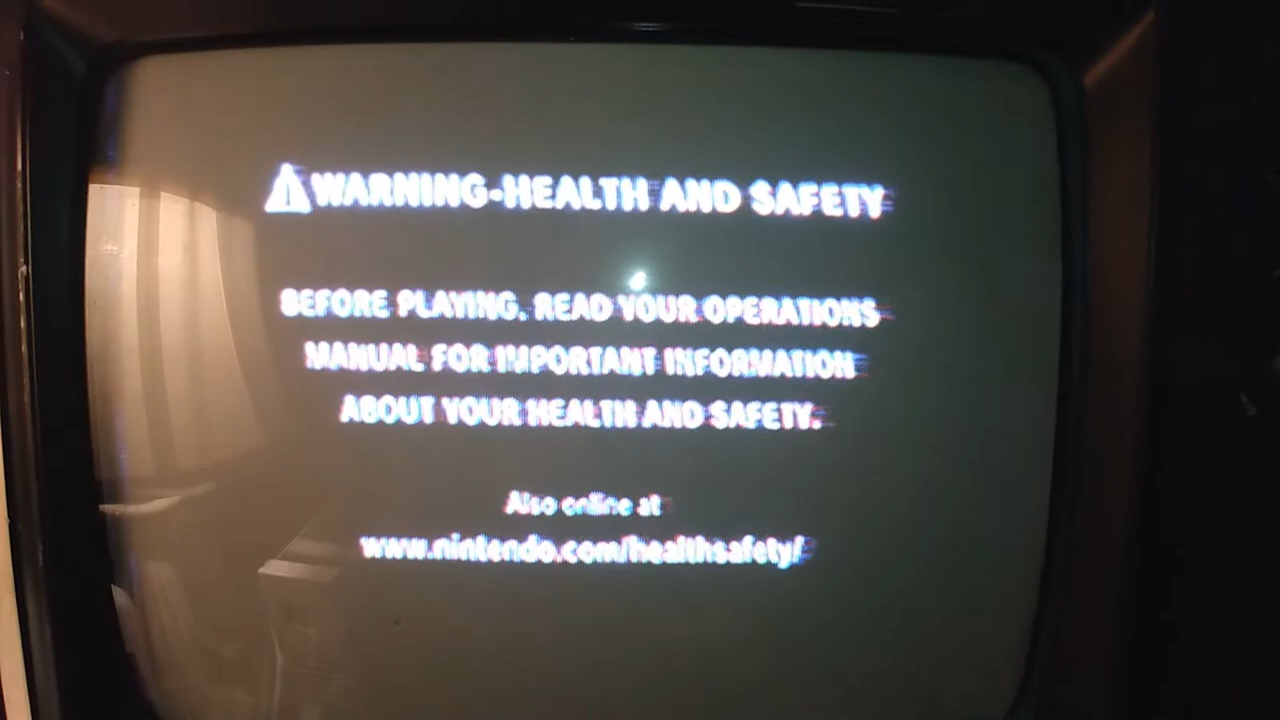 ⚠WARNING-HEALTH AND SAFETY
BEFORE PLAYING, READ YOUR OPERATIONS
MANUAL FOR IMPORTANT INFORMATION
ABOUT YOUR HEALTH AND SAFETY.
Also online at
www.nintendo.com/healthsafety/